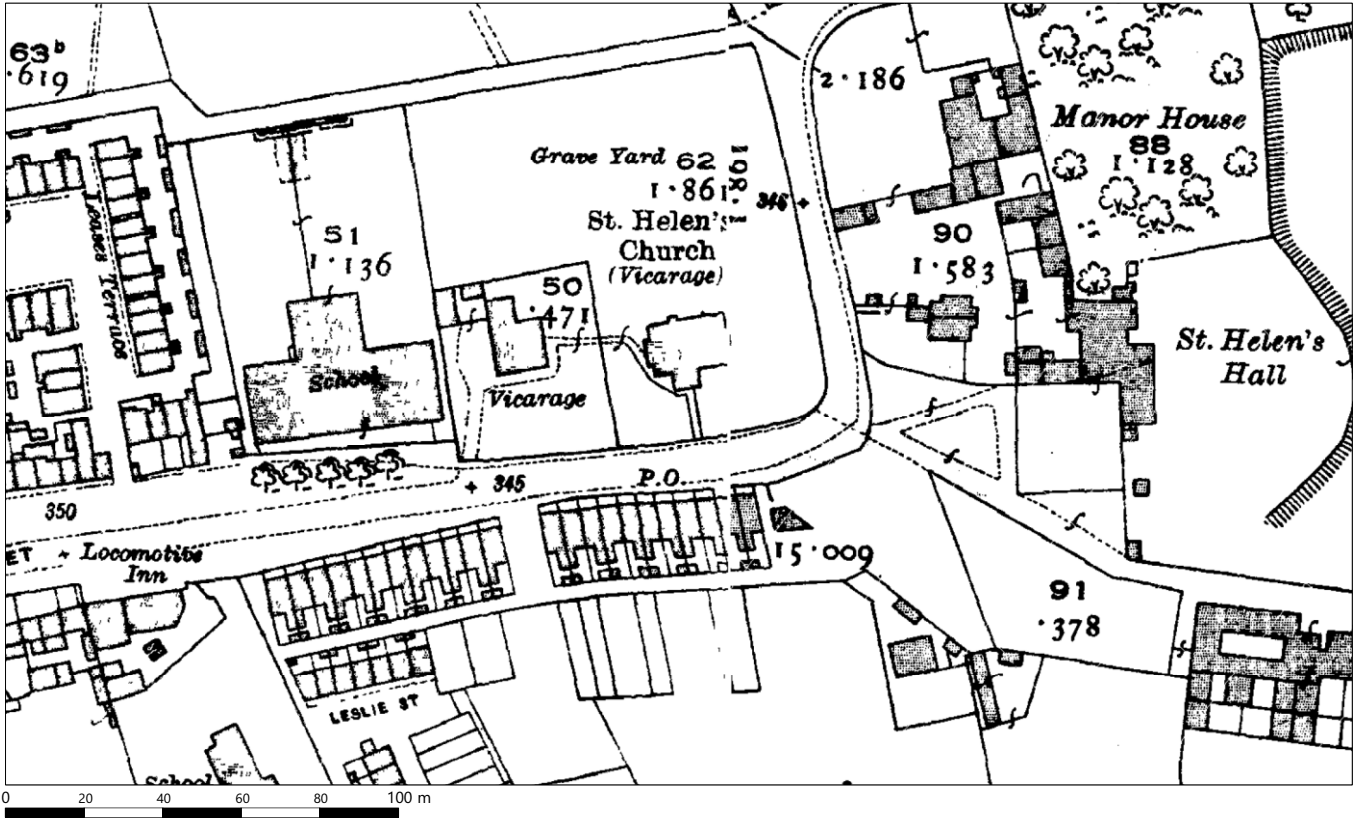 63b
.619
2.186
Manor House
88
1.128
Grave Yard 62
1.861
198
346 +
St. Helen's
Church
(Vicarage)
51
1.136
50
.471
90
1.583
St. Helen's
Hall
School
Vicarage
350
+ 345
P.O
ET
Locomotive
Inn
15.009
91
.378
LESLIE ST
School
0 20 40 60 80 100 m